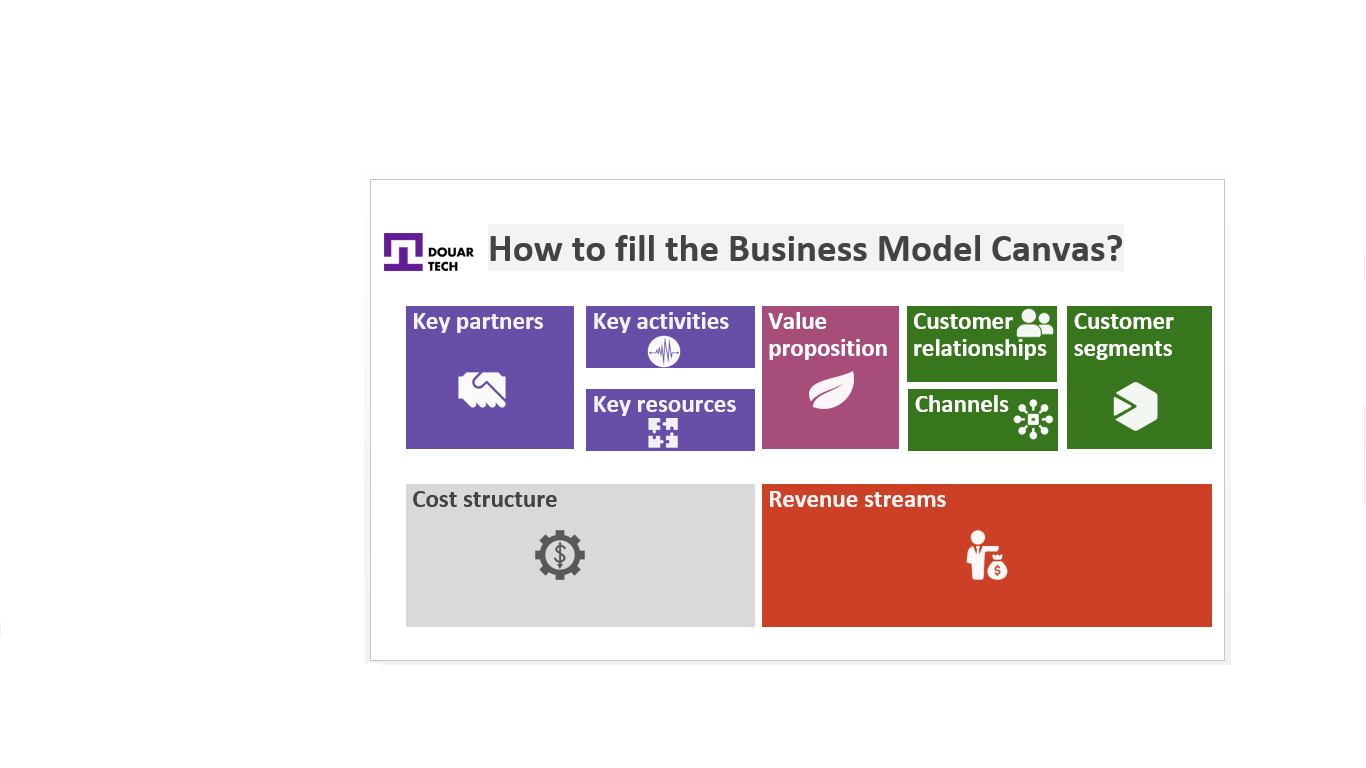 DOUAR
TECH
How to fill the Business Model Canvas?
Key partners
Key activities
Key resources
Value
proposition
Customer
relationships
Channels
Customer
segments
Cost structure
$
Revenue streams
$